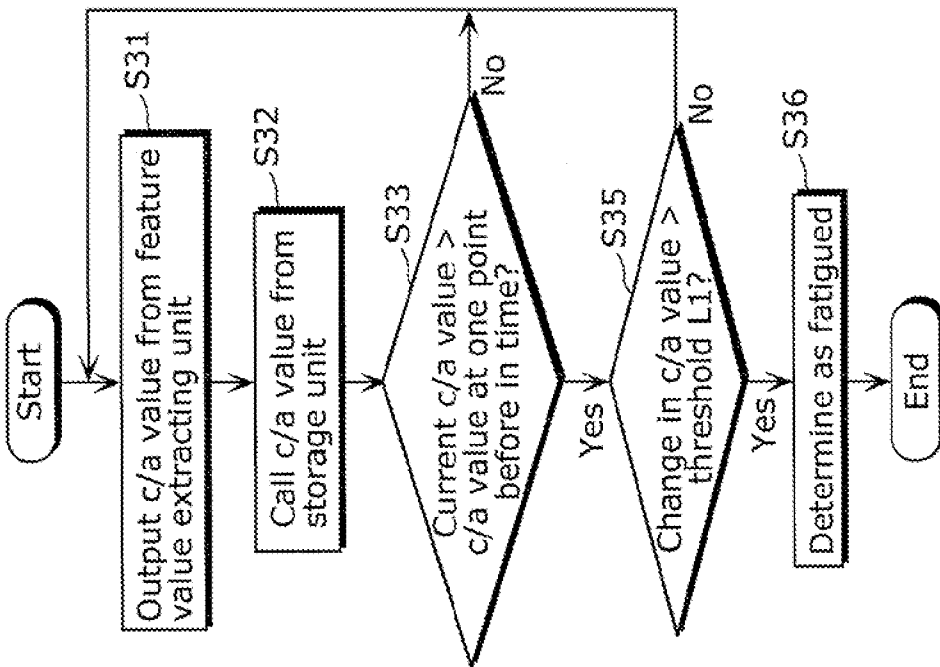 Start
Output c/a value from feature
value extracting unit
S31
Call c/a value from
storage unit
S32
Current c/a value >
c/a value at one point
before in time?
S33
No
Yes
Change in c/a value >
threshold L1?
S35
No
Yes
Determine as fatigued
S36
End